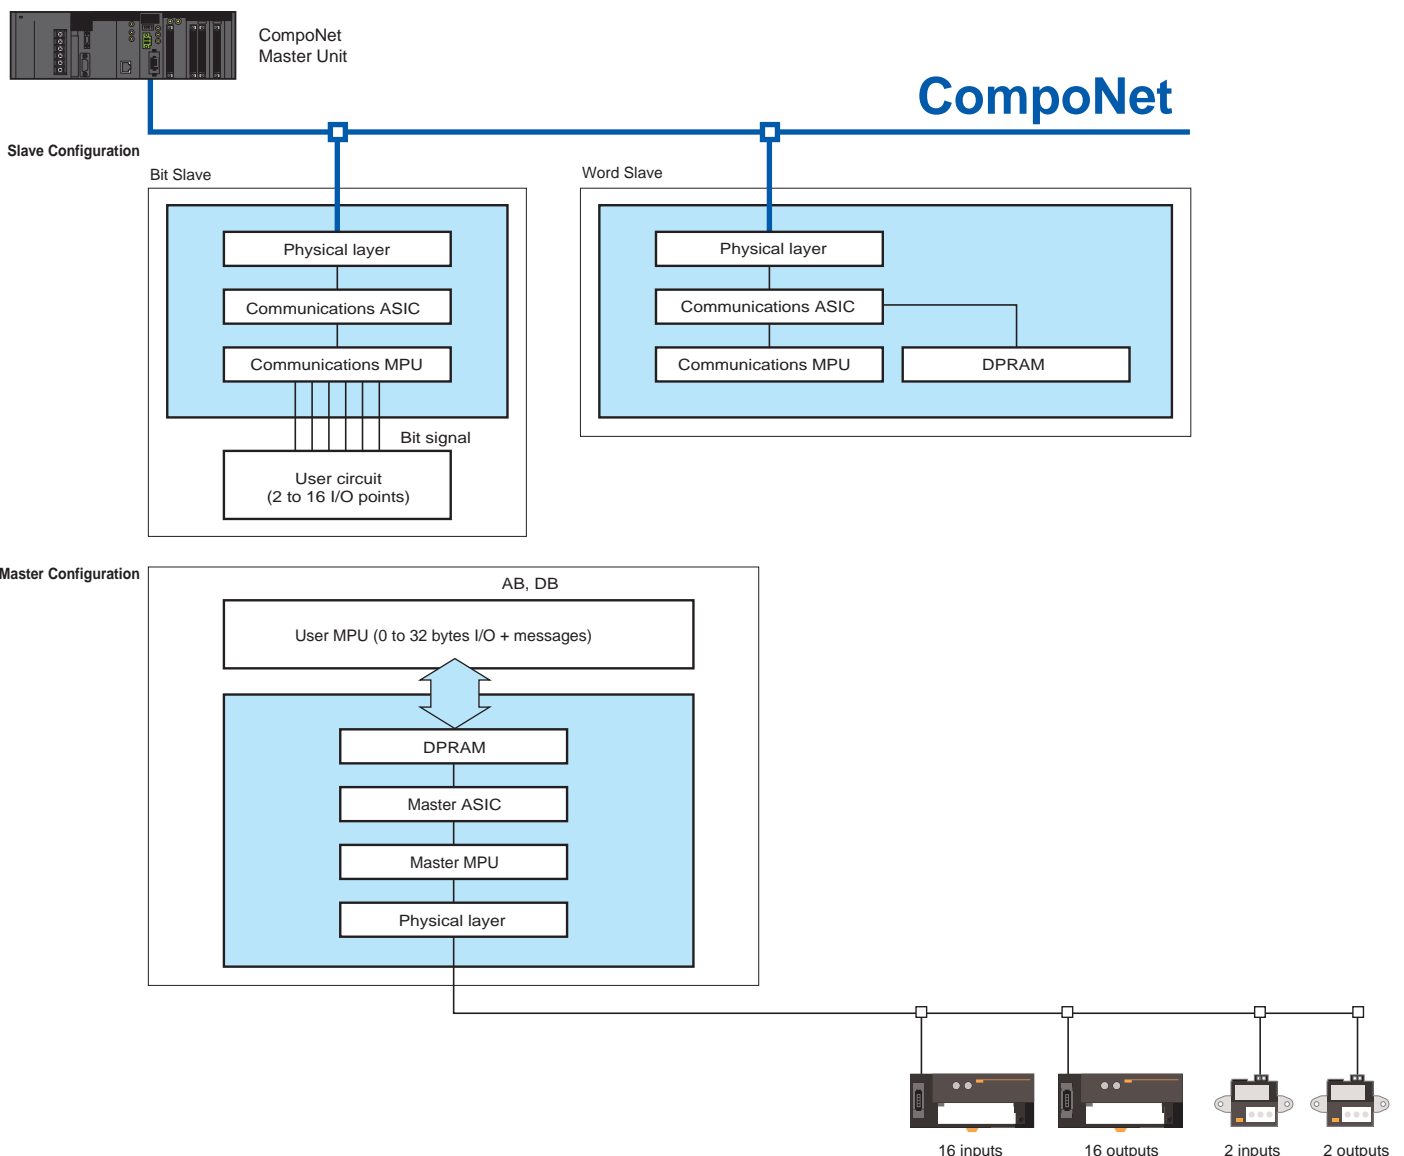 CompoNet
Master Unit
CompoNet
Slave Configuration
Bit Slave
Physical layer
Communications ASIC
Communications MPU
Bit signal
User circuit
(2 to 16 I/O points)
Word Slave
Physical layer
Communications ASIC
Communications MPU
DPRAM
Master Configuration
AB, DB
User MPU (0 to 32 bytes I/O + messages)
DPRAM
Master ASIC
Master MPU
Physical layer
16 inputs
16 outputs
2 inputs
2 outputs